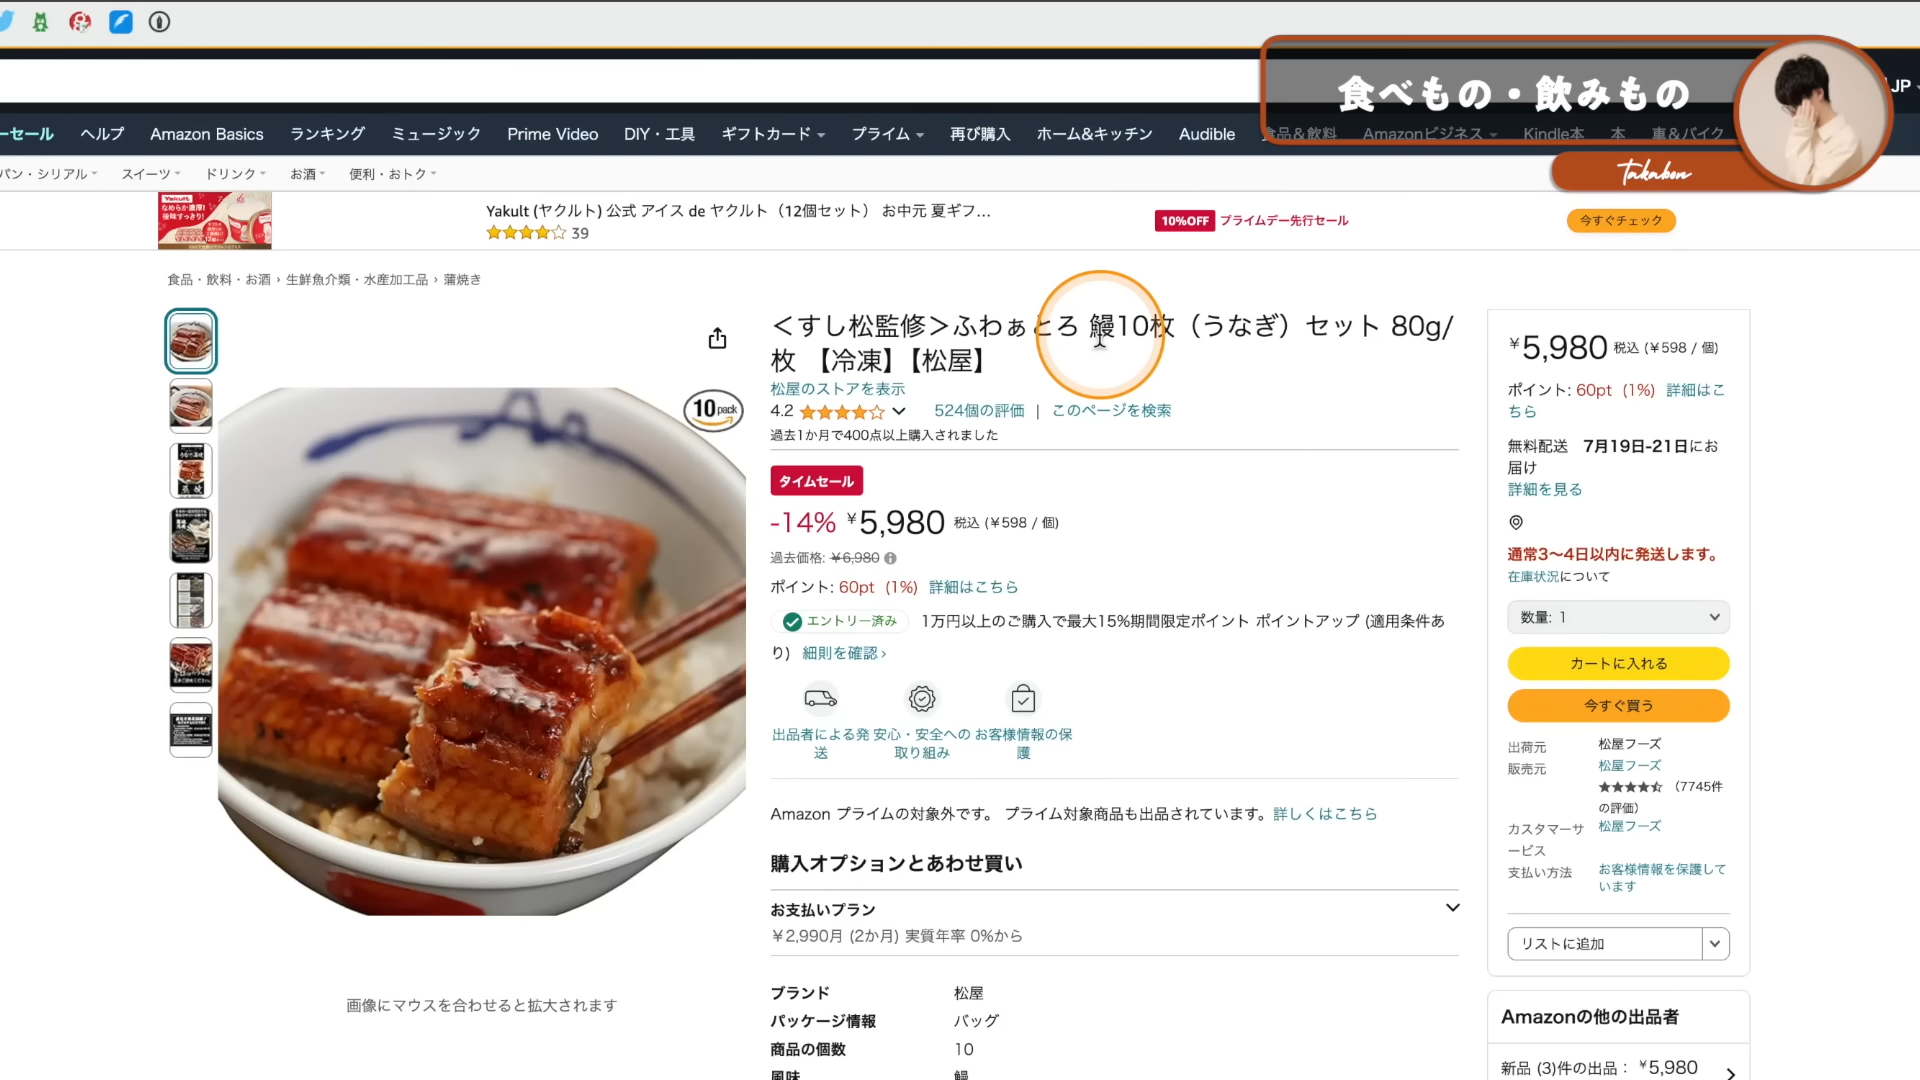 食べもの・飲みもの
Takabon
JP
ーセール ヘルプ Amazon Basics ランキング ミュージック Prime Video DIY・工具 ギフトカード プライム 再び購入 ホーム&キッチン Audible 食品&飲料 Amazonビジネス Kindle本 本 車&バイク
パン・シリアル スイーツ ドリンク お酒 便利・おトク
Yakult
なめらか濃厚!
後味すっきり!
Yakult (ヤクルト) 公式 アイス de ヤクルト（12個セット） お中元 夏ギフ…
39
10%OFF プライムデー先行セール
今すぐチェック
食品・飲料・お酒 › 生鮮魚介類・水産加工品 › 蒲焼き
10 pack
画像にマウスを合わせると拡大されます
＜すし松監修＞ふわぁとろ 鰻10枚（うなぎ）セット 80g/
枚 【冷凍】【松屋】
松屋のストアを表示
4.2 524個の評価 | このページを検索
過去1か月で400点以上購入されました
タイムセール
-14% ￥5,980 税込 (￥598 / 個)
過去価格: ￥6,980
ポイント: 60pt (1%) 詳細はこちら
エントリー済み 1万円以上のご購入で最大15%期間限定ポイント ポイントアップ (適用条件あ
り) 細則を確認 ›
出品者による発
送
安心・安全への
取り組み
お客様情報の保
護
Amazon プライムの対象外です。 プライム対象商品も出品されています。詳しくはこちら
購入オプションとあわせ買い
お支払いプラン
￥2,990月 (2か月) 実質年率 0%から
ブランド 松屋
パッケージ情報 バッグ
商品の個数 10
風味 鰻
￥5,980 税込 (￥598 / 個)
ポイント: 60pt (1%) 詳細はこ
ちら
無料配送 7月19日-21日にお
届け
詳細を見る
通常3〜4日以内に発送します。
在庫状況について
数量: 1
カートに入れる
今すぐ買う
出荷元 松屋フーズ
販売元 松屋フーズ
（7745件
の評価)
カスタマーサ
ービス
松屋フーズ
支払い方法 お客様情報を保護して
います
リストに追加
Amazonの他の出品者
新品 (3)件の出品： ￥5,980